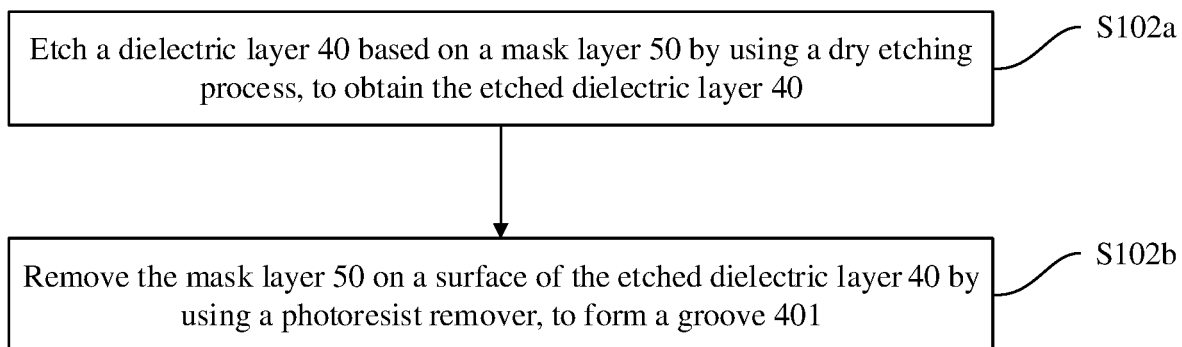 Etch a dielectric layer 40 based on a mask layer 50 by using a dry etching
process, to obtain the etched dielectric layer 40
S102a
Remove the mask layer 50 on a surface of the etched dielectric layer 40 by
using a photoresist remover, to form a groove 401
S102b